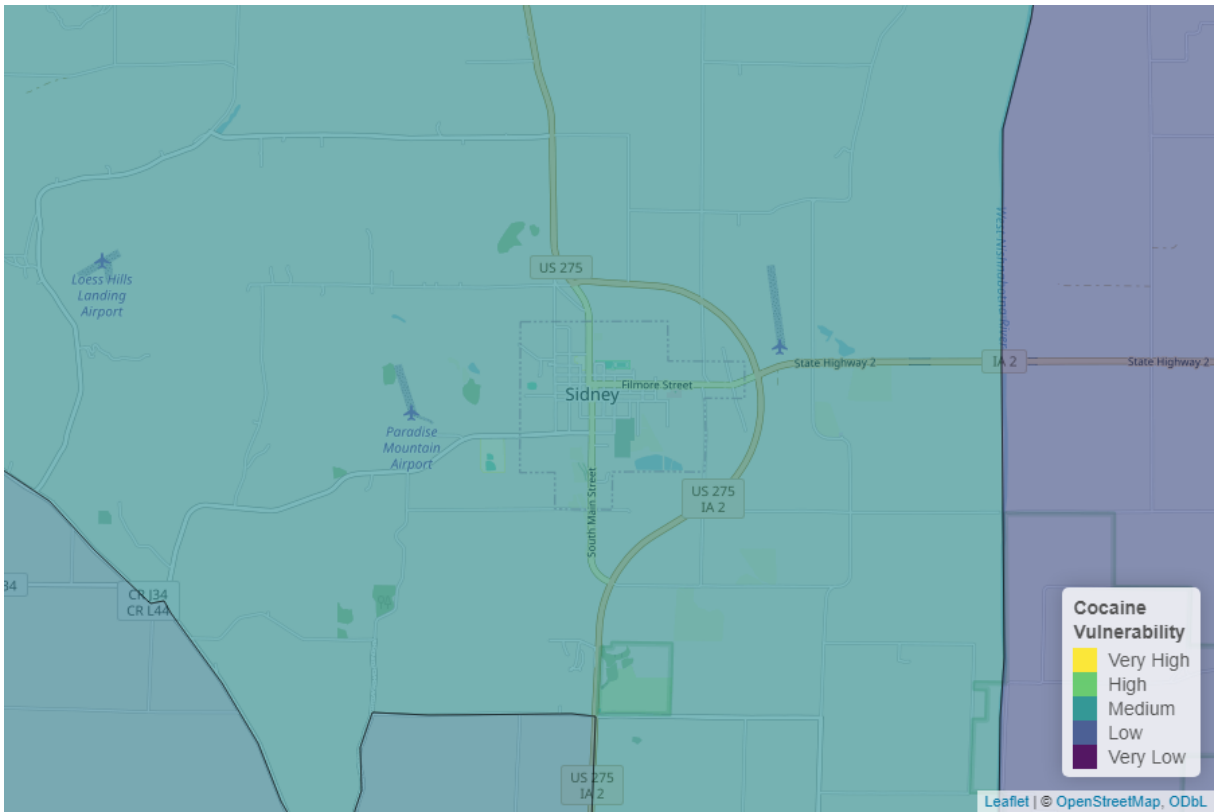 US 275
Loess Hills
Landing
Airport
West Nishnabotna River
State Highway 2
IA 2
State Highway 2
Filmore Street
Sidney
Paradise
Mountain
Airport
US 275
IA 2
South Main Street
34
CR J34
CR L44
US 275
IA 2
Cocaine
Vulnerability
Very High
High
Medium
Low
Very Low
Leaflet | © OpenStreetMap, ODbL